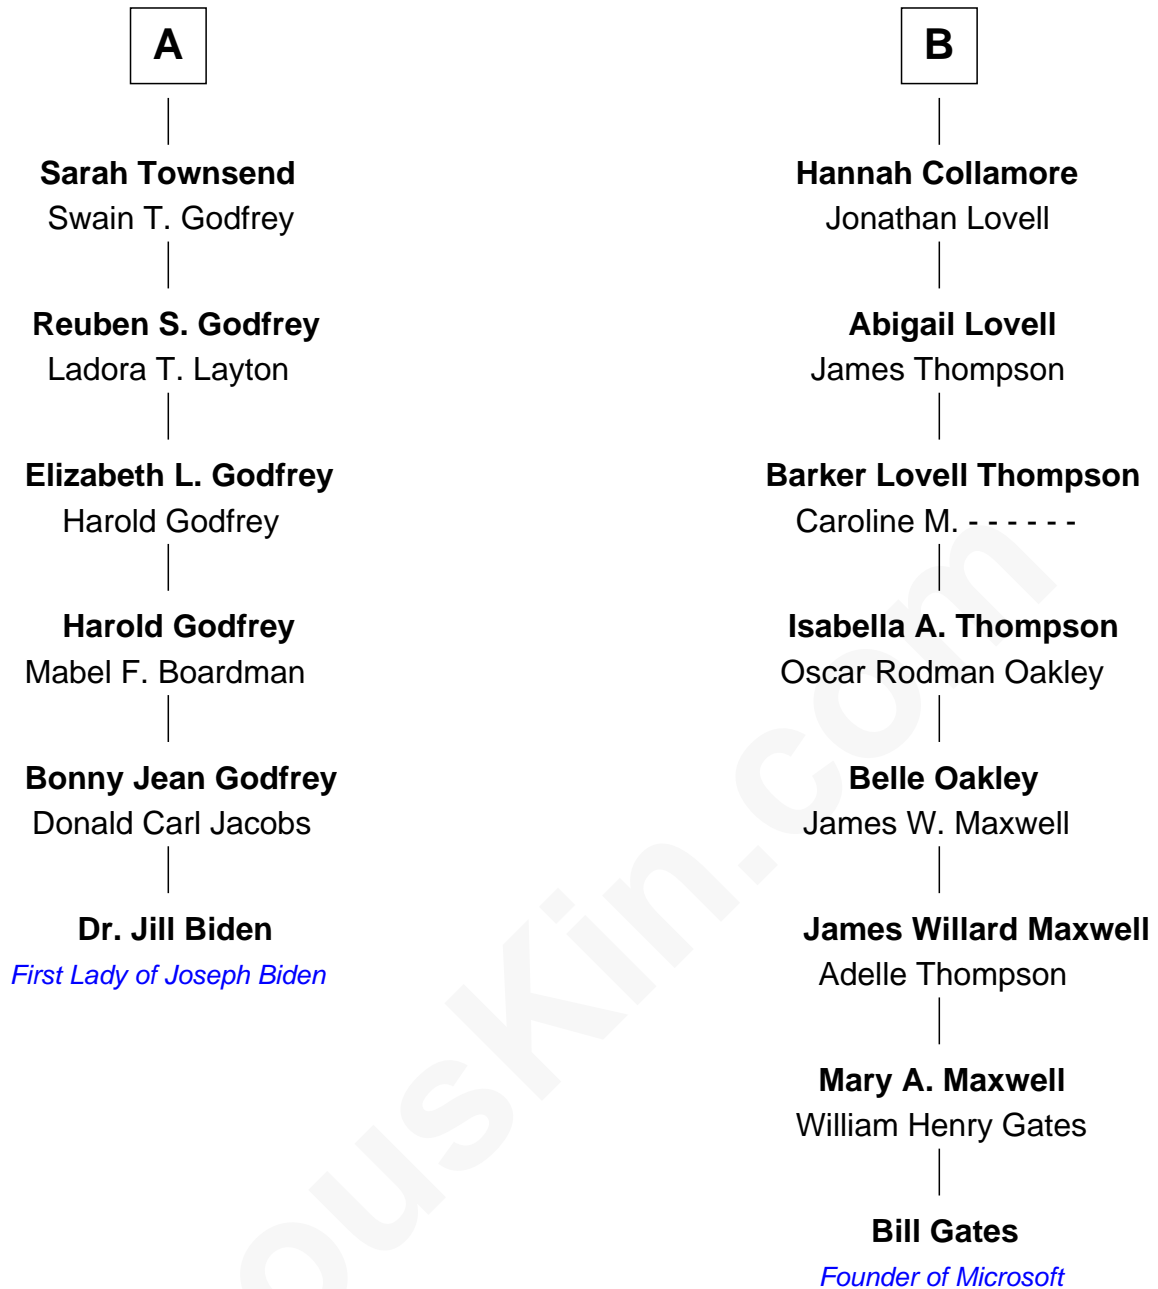 A
Sarah Townsend
Swain T. Godfrey
Reuben S. Godfrey
Ladora T. Layton
Elizabeth L. Godfrey
Harold Godfrey
Harold Godfrey
Mabel F. Boardman
Bonny Jean Godfrey
Donald Carl Jacobs
Dr. Jill Biden
First Lady of Joseph Biden
B
Hannah Collamore
Jonathan Lovell
Abigail Lovell
James Thompson
Barker Lovell Thompson
Caroline M. - - - - - -
Isabella A. Thompson
Oscar Rodman Oakley
Belle Oakley
James W. Maxwell
James Willard Maxwell
Adelle Thompson
Mary A. Maxwell
William Henry Gates
Bill Gates
Founder of Microsoft
ousKin.com